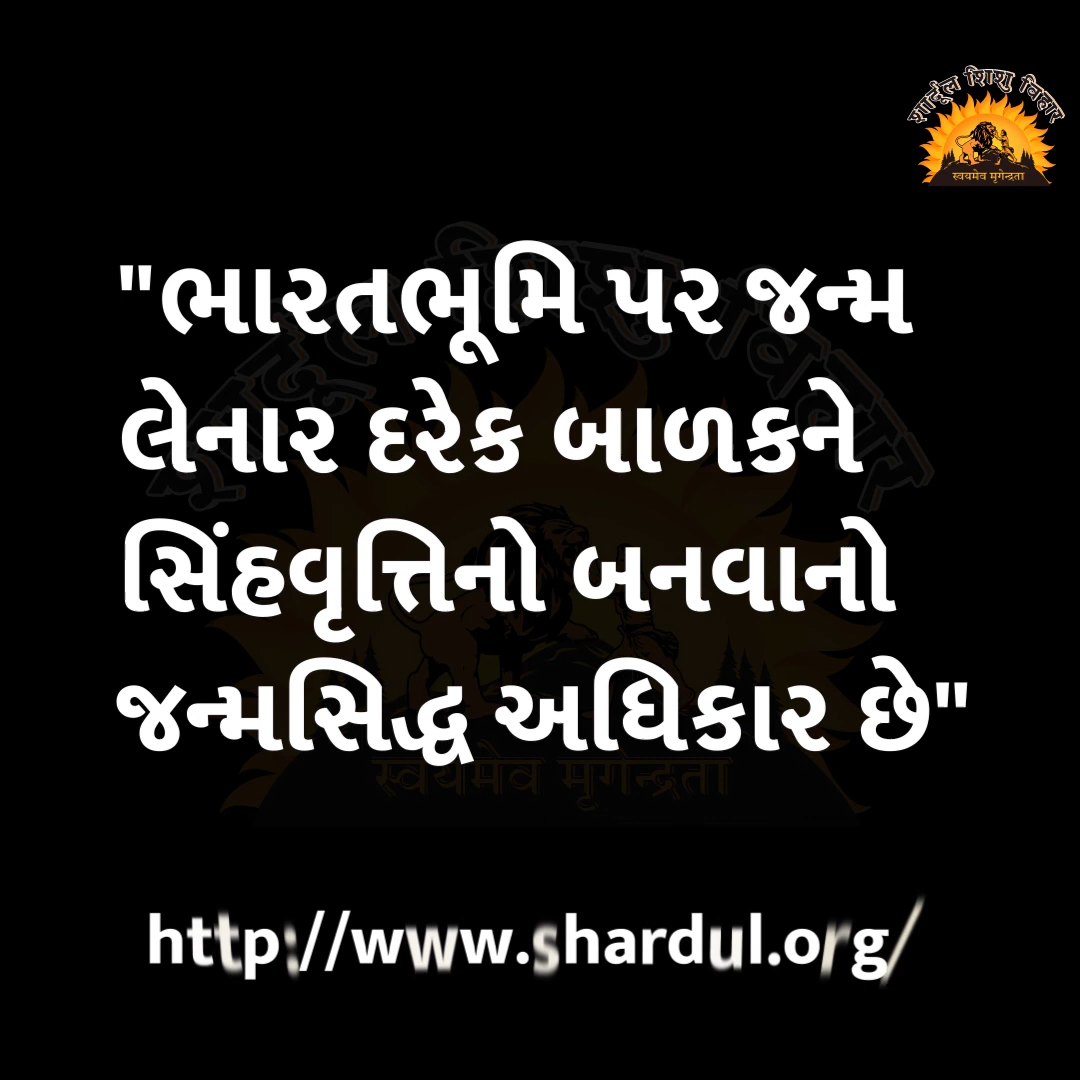 शार्दूल शिशु विहार
स्वयमेव मृगेन्द्रता
"ભારતભૂમિ પર જન્મ
લેનાર દરેક બાળકને
સિંહવૃત્તિનો બનવાનો
જન્મસિદ્ધ અધિકાર છે"
स्वयमेव मृगेन्द्रता
http://www.shardul.org/